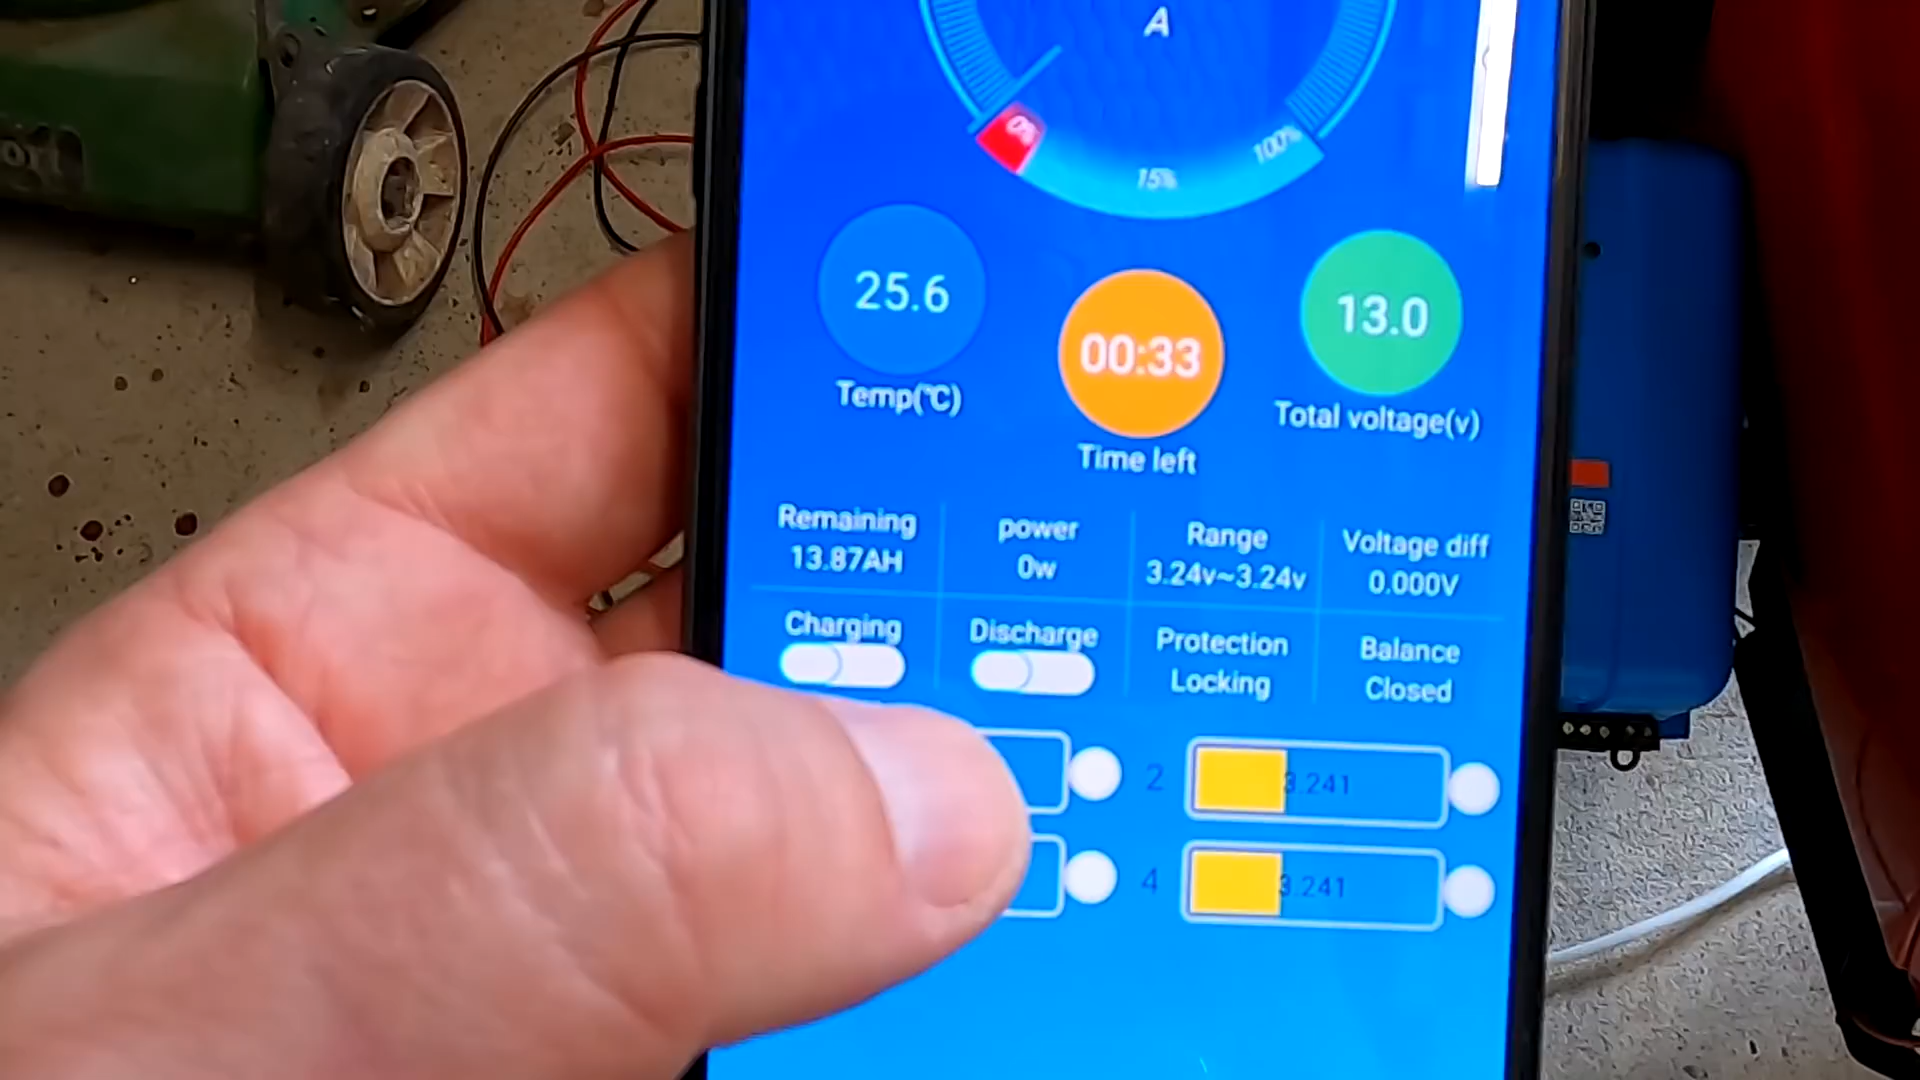 A
0%
15%
100%
25.6
00:33
13.0
Temp(℃)
Time left
Total voltage(v)
Remaining
13.87AH
power
0w
Range
3.24v~3.24v
Voltage diff
0.000V
Charging
Discharge
Protection
Locking
Balance
Closed
2
3.241
4
3.241